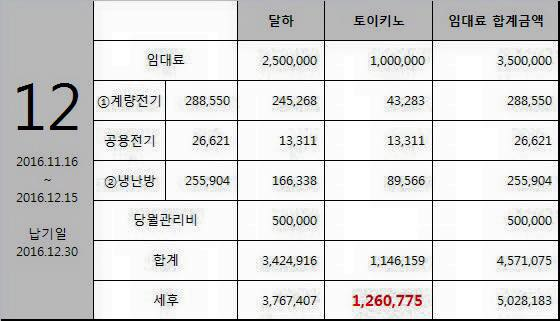 달하 토이키노 임대료 합계금액
12
2016.11.16
~
2016.12.15
납기일
2016.12.30
임대료 2,500,000 1,000,000 3,500,000
①계량전기 288,550 245,268 43,283 288,550
공용전기 26,621 13,311 13,311 26,621
②냉난방 255,904 166,338 89,566 255,904
당월관리비 500,000 500,000
합계 3,424,916 1,146,159 4,571,075
세후 3,767,407 1,260,775 5,028,183